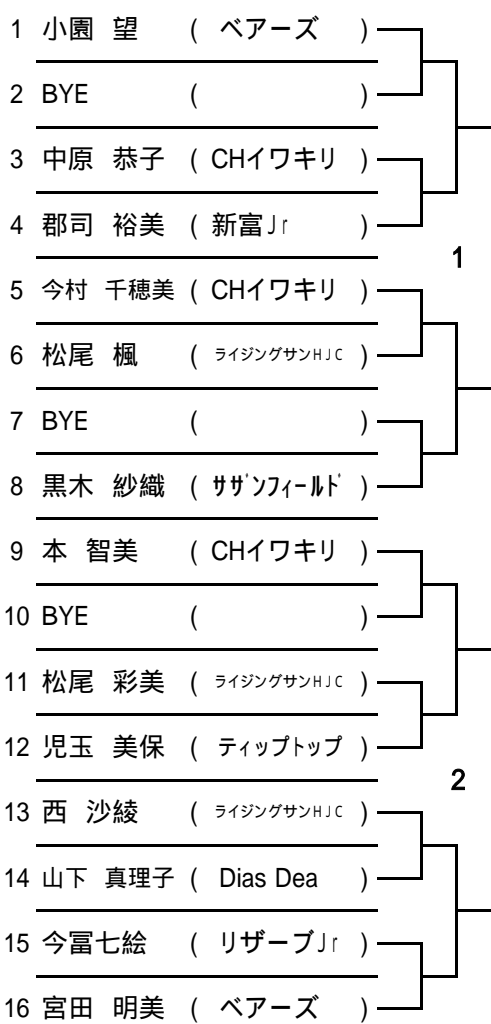 1 小園 望 ( ベアーズ )
2 BYE ( )
3 中原 恭子 ( CHイワキリ )
4 郡司 裕美 ( 新富Jr )
1
5 今村 千穂美 ( CHイワキリ )
6 松尾 楓 ( ライジングサンHJC )
7 BYE ( )
8 黒木 紗織 ( ｻｻﾞﾝﾌｨｰﾙﾄﾞ )
9 本 智美 ( CHイワキリ )
10 BYE ( )
11 松尾 彩美 ( ライジングサンHJC )
12 児玉 美保 ( ティップトップ )
2
13 西 沙綾 ( ライジングサンHJC )
14 山下 真理子 ( Dias Dea )
15 今冨七絵 ( リザーブJr )
16 宮田 明美 ( ベアーズ )